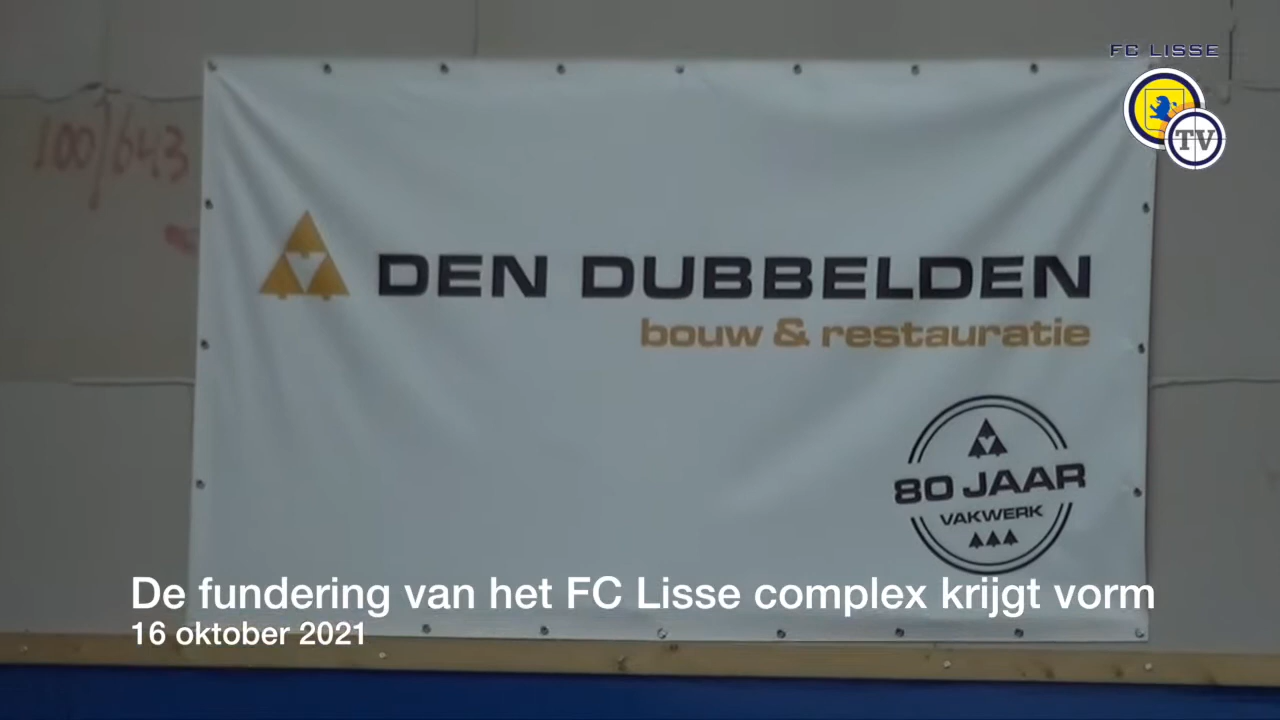 FC LISSE
TV
100/643
DEN DUBBELDEN
bouw & restauratie
80 JAAR
VAKWERK
De fundering van het FC Lisse complex krijgt vorm
16 oktober 2021